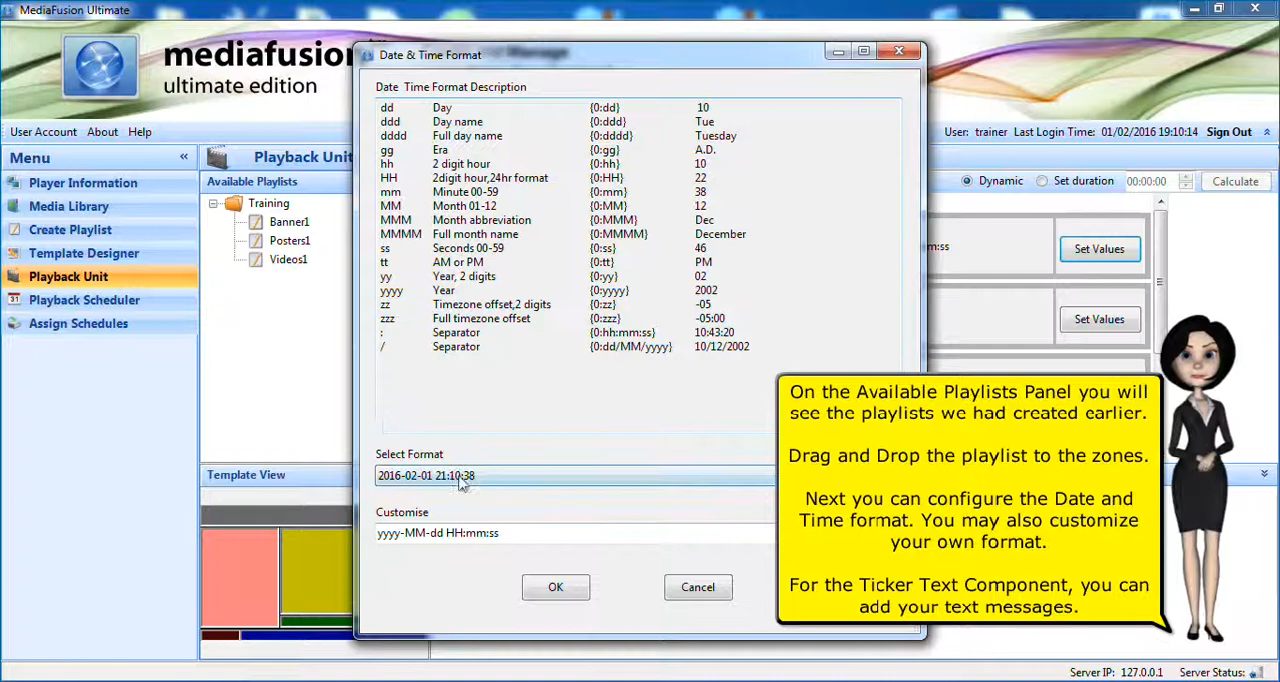 MediaFusion Ultimate
mediafusion
ultimate edition
User Account About Help
User: trainer Last Login Time: 01/02/2016 19:10:14 Sign Out
Menu
Player Information
Media Library
Create Playlist
Template Designer
Playback Unit
Playback Scheduler
Assign Schedules
Playback Unit
Available Playlists
Training
Banner1
Posters1
Videos1
Template View
Dynamic Set duration 00:00:00 Calculate
m:ss
Set Values
Set Values
Date & Time Format
Date Time Format Description
dd Day {0:dd} 10
ddd Day name {0:ddd} Tue
dddd Full day name {0:dddd} Tuesday
gg Era {0:gg} A.D.
hh 2 digit hour {0:hh} 10
HH 2digit hour,24hr format {0:HH} 22
mm Minute 00-59 {0:mm} 38
MM Month 01-12 {0:MM} 12
MMM Month abbreviation {0:MMM} Dec
MMMM Full month name {0:MMMM} December
ss Seconds 00-59 {0:ss} 46
tt AM or PM {0:tt} PM
yy Year, 2 digits {0:yy} 02
yyyy Year {0:yyyy} 2002
zz Timezone offset,2 digits {0:zz} -05
zzz Full timezone offset {0:zzz} -05:00
: Separator {0:hh:mm:ss} 10:43:20
/ Separator {0:dd/MM/yyyy} 10/12/2002
Select Format
2016-02-01 21:10:38
Customise
yyyy-MM-dd HH:mm:ss
OK Cancel
On the Available Playlists Panel you will
see the playlists we had created earlier.
Drag and Drop the playlist to the zones.
Next you can configure the Date and
Time format. You may also customize
your own format.
For the Ticker Text Component, you can
add your text messages.
Server IP: 127.0.0.1 Server Status: